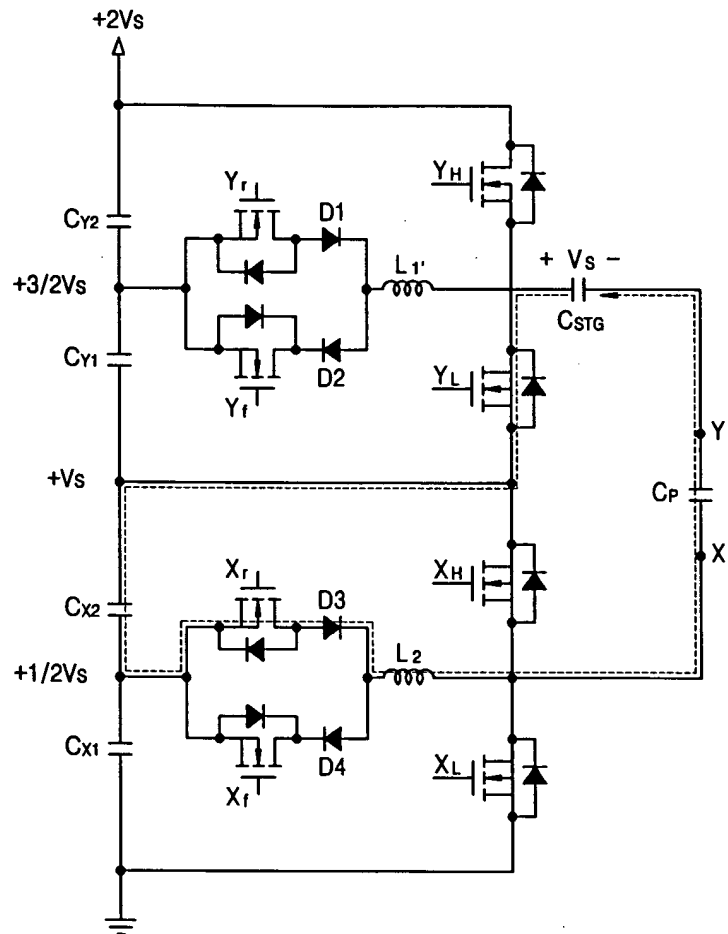 +2Vs
YH
Yr
D1
CY2
L1'
+ Vs −
+3/2Vs
CSTG
CY1
D2
YL
Yf
Y
+Vs
CP
X
Xr
XH
D3
CX2
L2
+1/2Vs
CX1
D4
XL
Xf